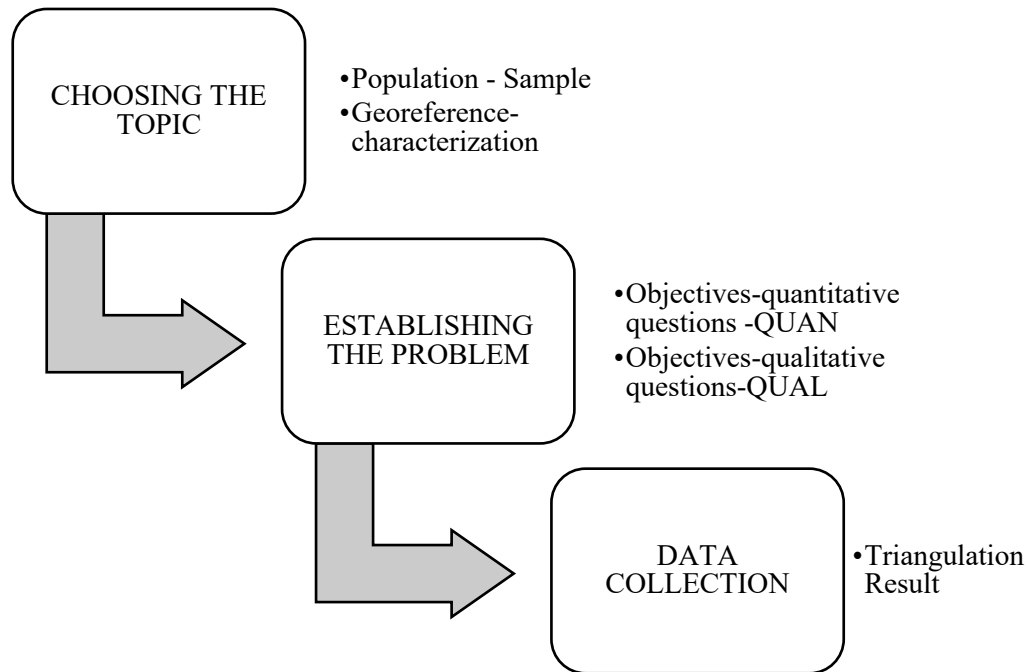 CHOOSING THE
TOPIC
•Population - Sample
•Georeference-
characterization
ESTABLISHING
THE PROBLEM
•Objectives-quantitative
questions -QUAN
•Objectives-qualitative
questions-QUAL
DATA
COLLECTION
•Triangulation
Result